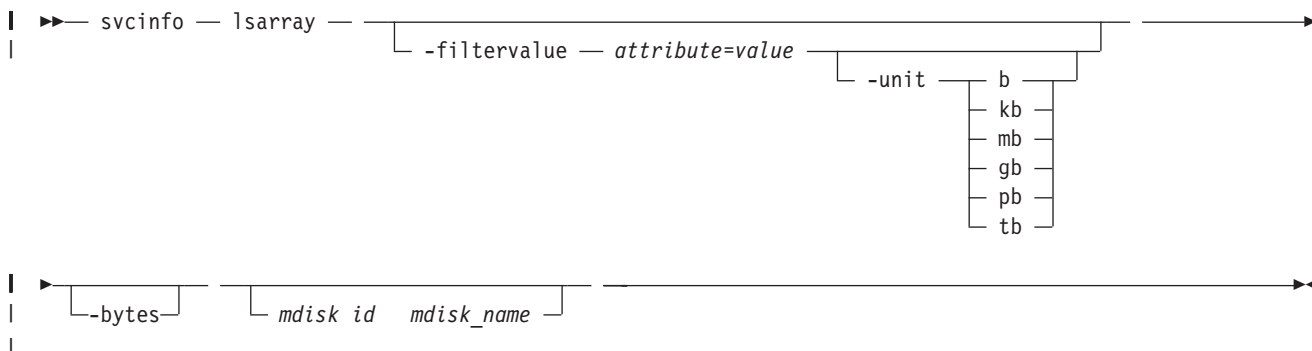 svcinfo lsarray
-filtervalue attribute=value
-unit b
kb
mb
gb
pb
tb
-bytes mdisk id mdisk_name